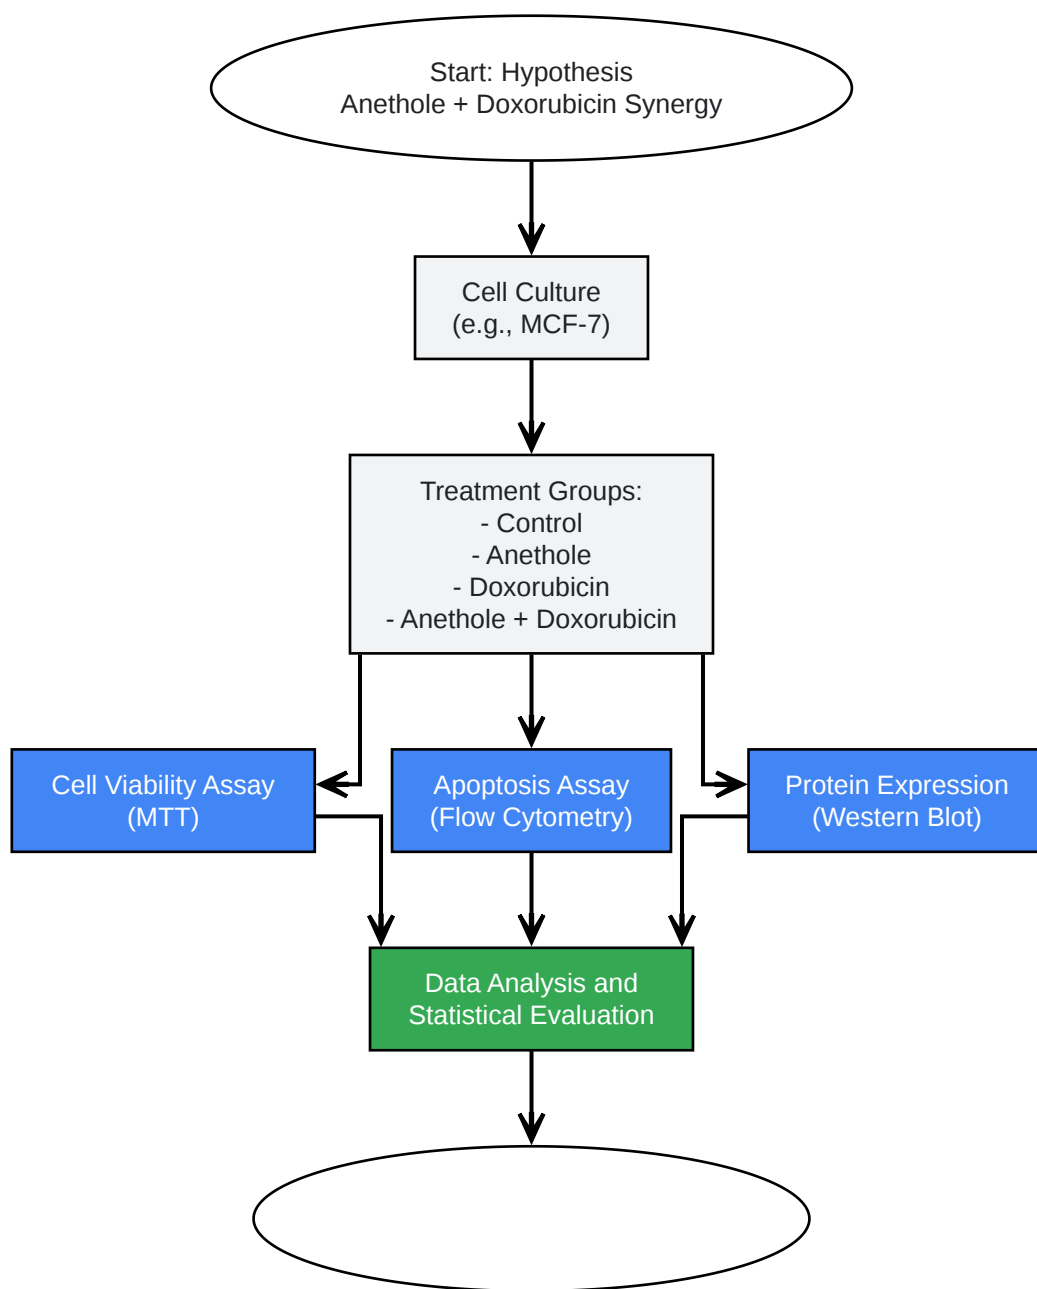 Start: Hypothesis
Anethole + Doxorubicin Synergy
Cell Culture
(e.g., MCF-7)
Treatment Groups:
- Control
- Anethole
- Doxorubicin
- Anethole + Doxorubicin
Cell Viability Assay
(MTT)
Apoptosis Assay
(Flow Cytometry)
Protein Expression
(Western Blot)
Data Analysis and
Statistical Evaluation